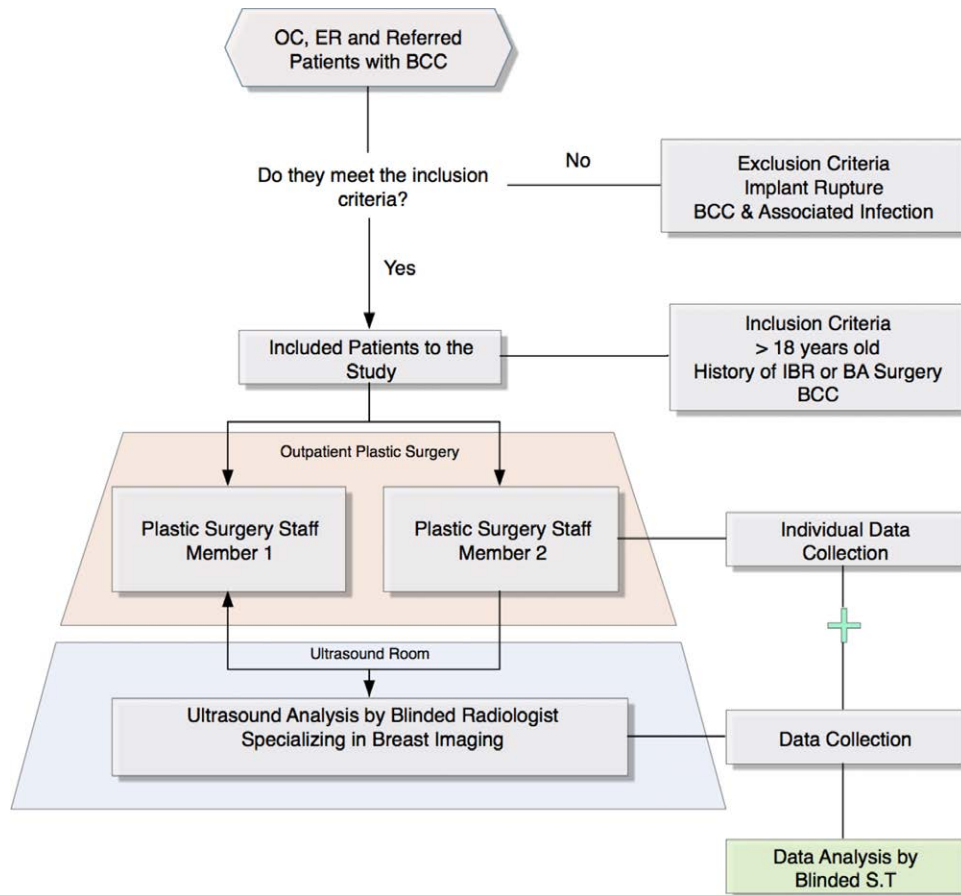 OC, ER and Referred
Patients with BCC
Do they meet the inclusion
criteria?
No
Exclusion Criteria
Implant Rupture
BCC & Associated Infection
Yes
Included Patients to the
Study
Inclusion Criteria
> 18 years old
History of IBR or BA Surgery
BCC
Outpatient Plastic Surgery
Plastic Surgery Staff
Member 1
Plastic Surgery Staff
Member 2
Individual Data
Collection
Ultrasound Room
Ultrasound Analysis by Blinded Radiologist
Specializing in Breast Imaging
Data Collection
Data Analysis by
Blinded S.T